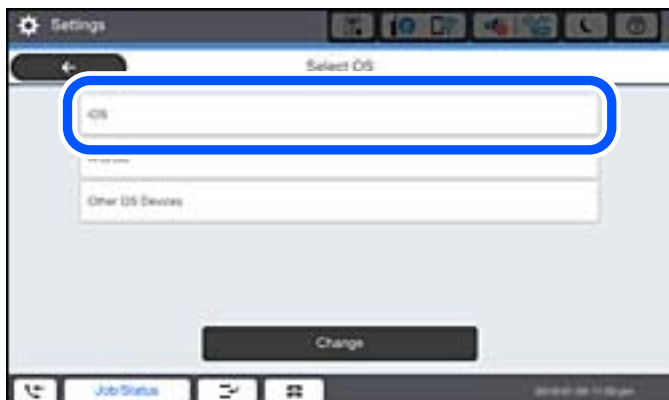 Settings
Select OS
iOS
Other OS Devices
Change
Job/Status